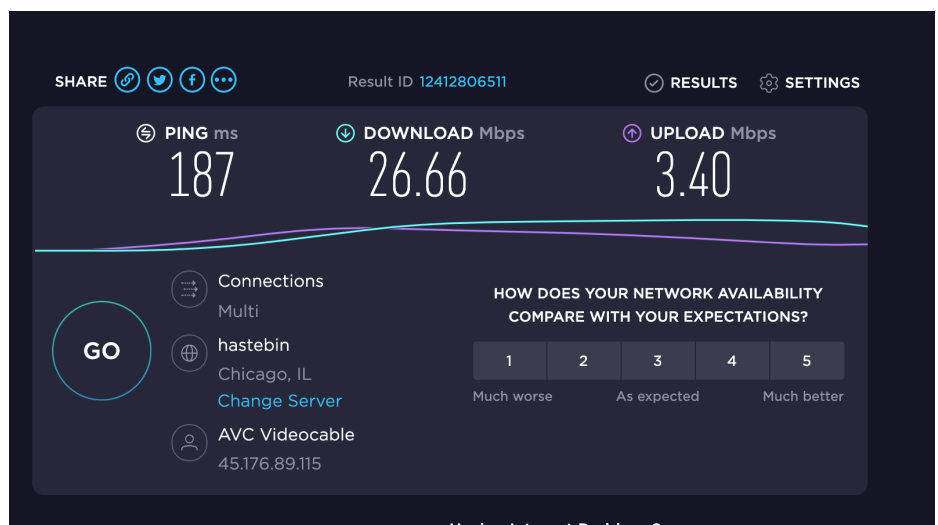 SHARE
Result ID 12412806511
RESULTS
SETTINGS
PING ms
187
DOWNLOAD Mbps
26.66
UPLOAD Mbps
3.40
GO
Connections
Multi
hastebin
Chicago, IL
Change Server
AVC Videocable
45.176.89.115
HOW DOES YOUR NETWORK AVAILABILITY
COMPARE WITH YOUR EXPECTATIONS?
1 2 3 4 5
Much worse As expected Much better